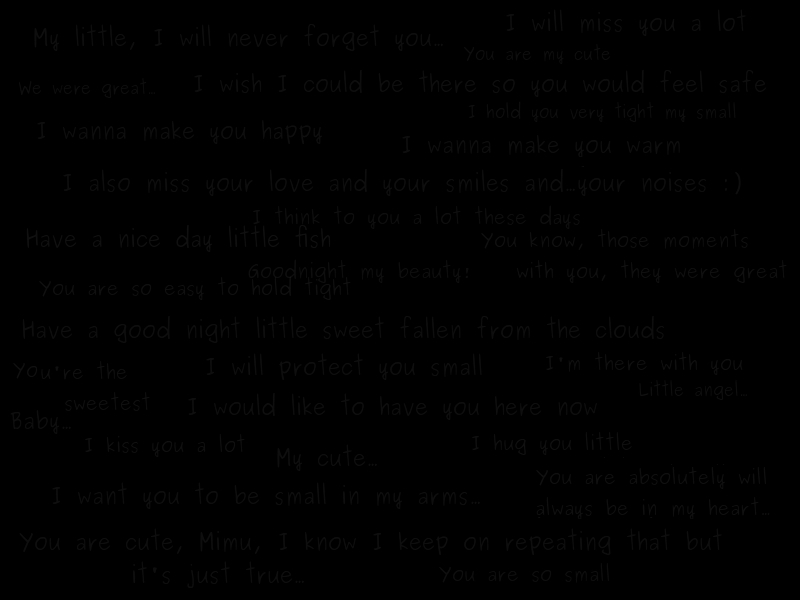 My little, I will never forget you...
I will miss you a lot
You are my cute
We were great...
I wish I could be there so you would feel safe
I hold you very tight my small
I wanna make you happy
I wanna make you warm
I also miss your love and your smiles and...your noises :)
I think to you a lot these days
Have a nice day little fish
You know, those moments
with you, they were great
Goodnight my beauty!
You are so easy to hold tight
Have a good night little sweet fallen from the clouds
You're the
sweetest
I will protect you small
I'm there with you
Little angel...
I would like to have you here now
Baby...
I kiss you a lot
My cute...
I hug you little
You are absolutely will
always be in my heart...
I want you to be small in my arms...
You are cute, Mimu, I know I keep on repeating that but
it's just true...
You are so small